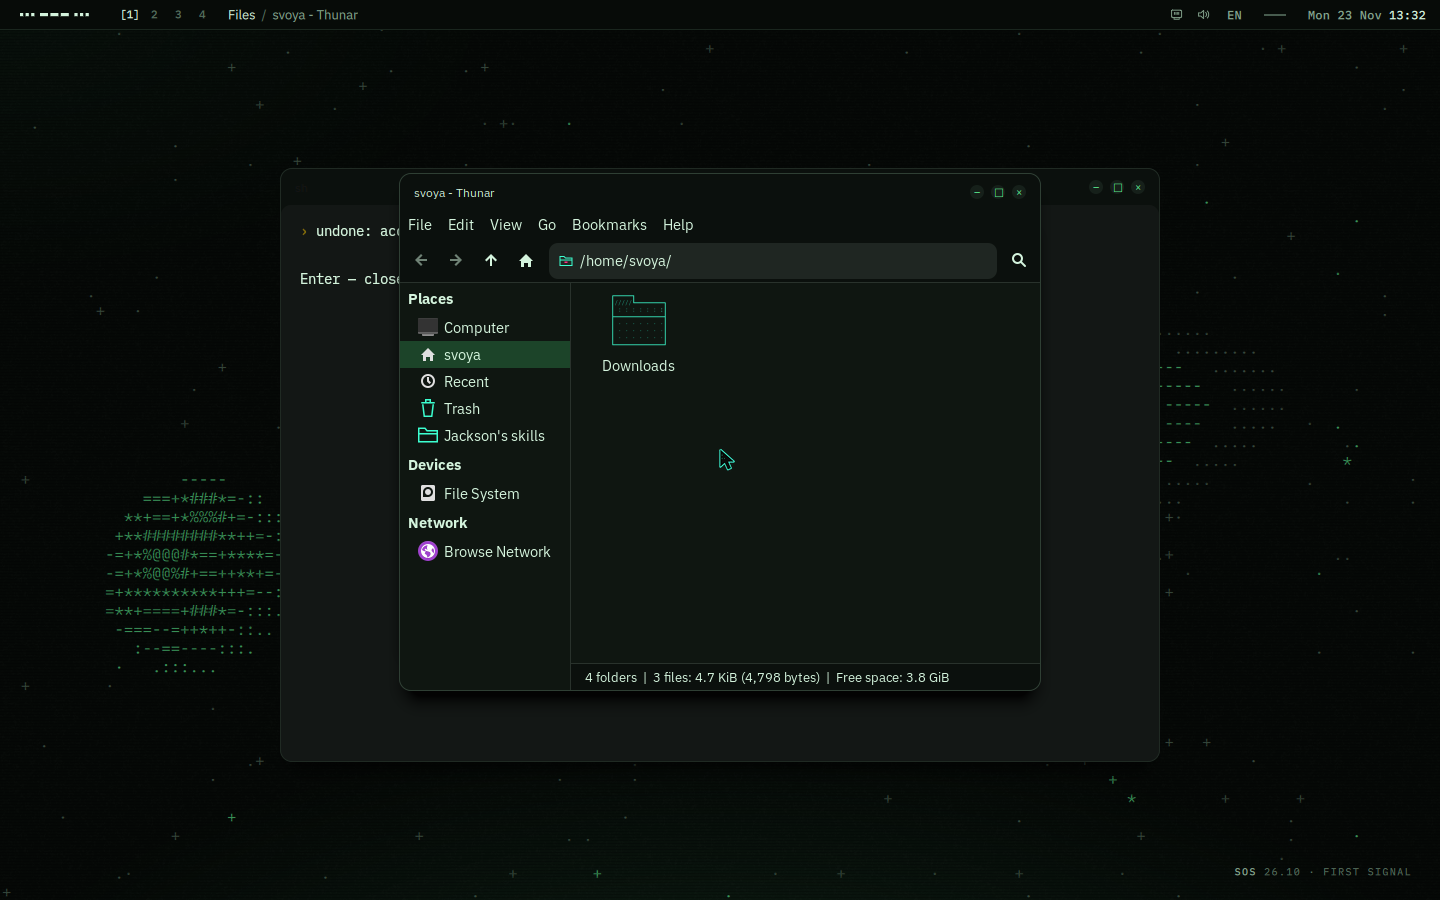 [1] 2 3 4 Files / svoya - Thunar
EN Mon 23 Nov 13:32
svoya - Thunar
File Edit View Go Bookmarks Help
› undone: acc
/home/svoya/
Enter — close
Places
Computer
svoya
Recent
Trash
Jackson's skills
Devices
File System
Network
Browse Network
Downloads
4 folders | 3 files: 4.7 KiB (4,798 bytes) | Free space: 3.8 GiB
SOS 26.10 · FIRST SIGNAL